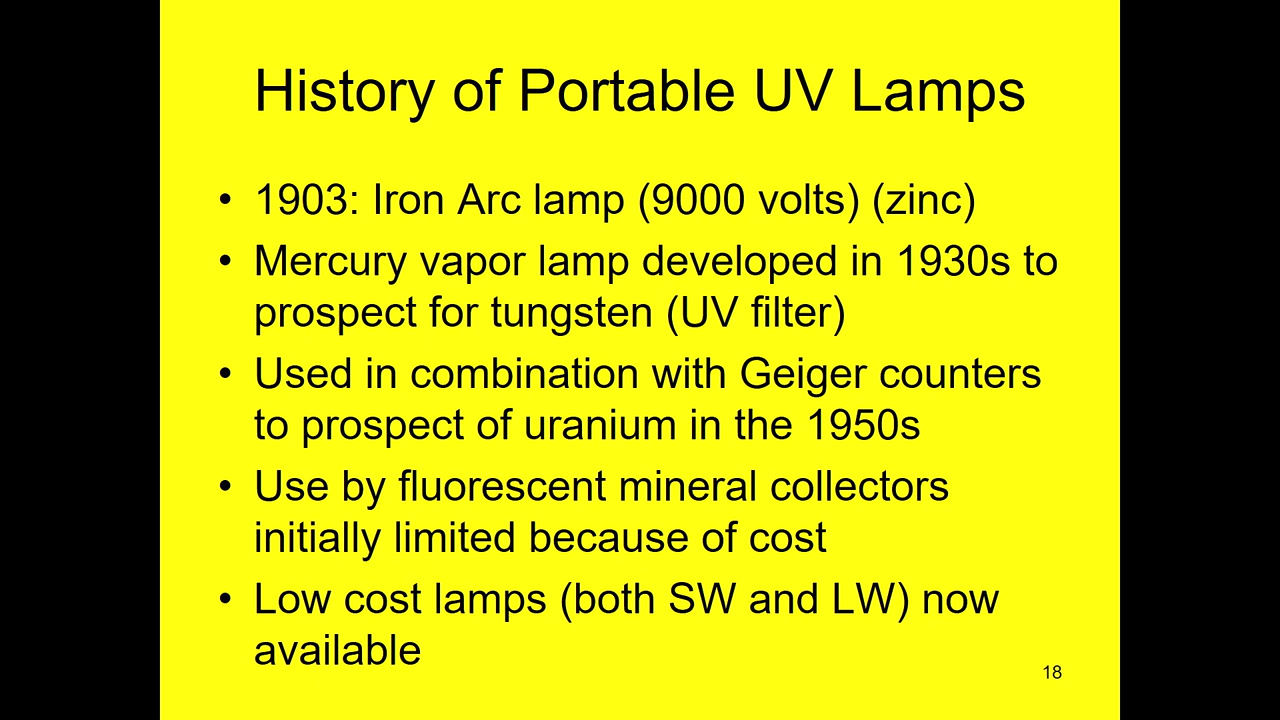 History of Portable UV Lamps
• 1903: Iron Arc lamp (9000 volts) (zinc)
• Mercury vapor lamp developed in 1930s to
prospect for tungsten (UV filter)
• Used in combination with Geiger counters
to prospect of uranium in the 1950s
• Use by fluorescent mineral collectors
initially limited because of cost
• Low cost lamps (both SW and LW) now
available
18